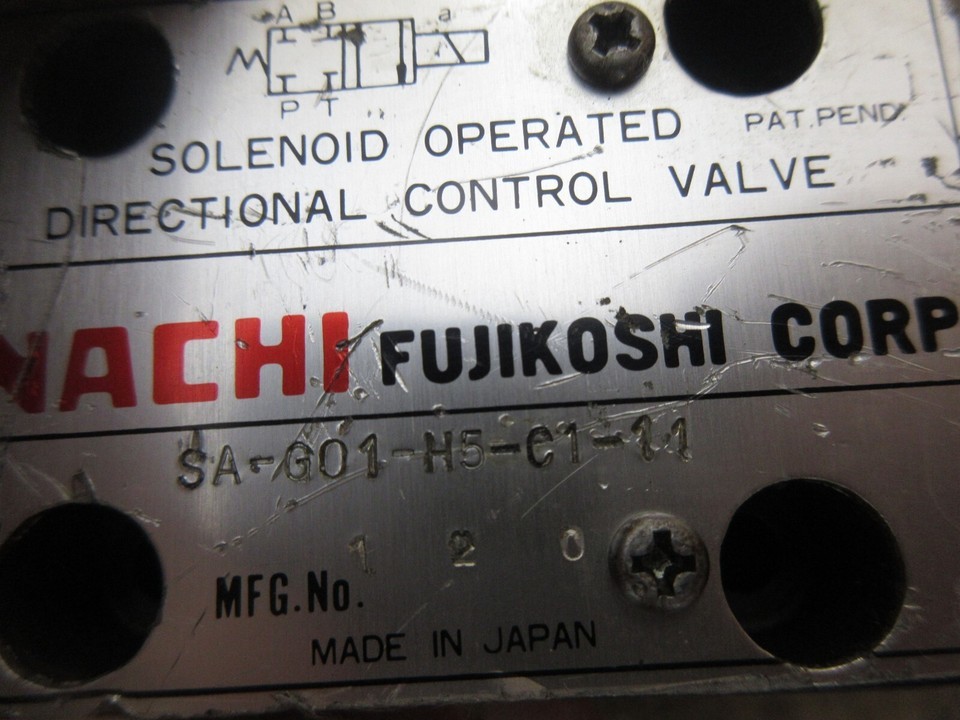 A B a
P T
SOLENOID OPERATED PAT.PEND.
DIRECTIONAL CONTROL VALVE
NACHI FUJIKOSHI CORP
SA-G01-H5-C1-11
1 2 0
MFG.No.
MADE IN JAPAN